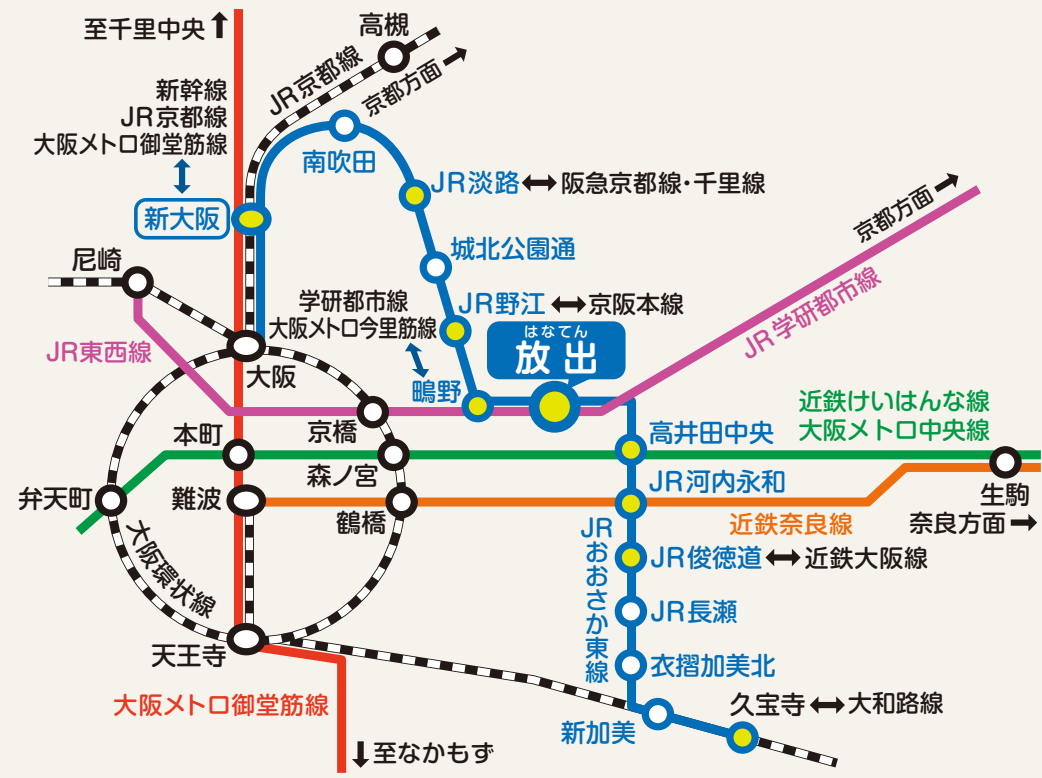 至千里中央↑
高槻
JR京都線
京都方面→
新幹線
JR京都線
大阪メトロ御堂筋線
南吹田
JR淡路↔阪急京都線・千里線
新大阪
京都方面→
城北公園通
尼崎
学研都市線
大阪メトロ今里筋線
JR野江↔京阪本線
はなてん
放出
JR学研都市線
JR東西線
大阪
鴫野
近鉄けいはんな線
大阪メトロ中央線
本町
京橋
高井田中央
森ノ宮
JR河内永和
弁天町
難波
鶴橋
近鉄奈良線
生駒
奈良方面→
大阪環状線
JRおおさか東線
JR俊徳道↔近鉄大阪線
JR長瀬
天王寺
衣摺加美北
大阪メトロ御堂筋線
久宝寺↔大和路線
新加美
↓至なかもず